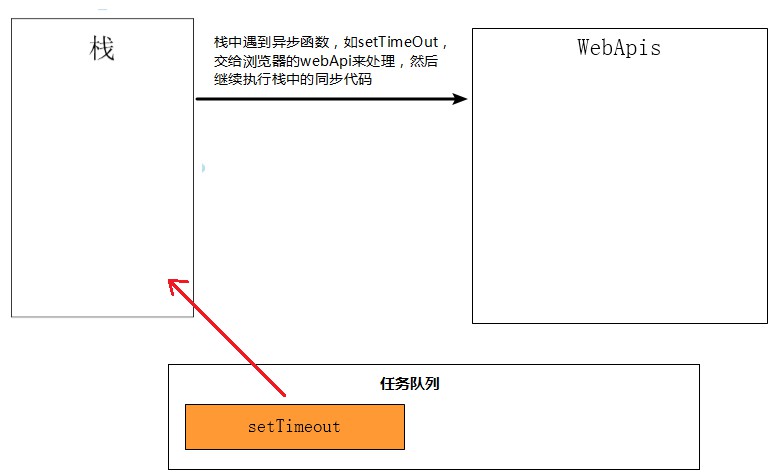 栈
栈中遇到异步函数，如setTimeOut，
交给浏览器的webApi来处理，然后
继续执行栈中的同步代码
WebApis
任务队列
setTimeout